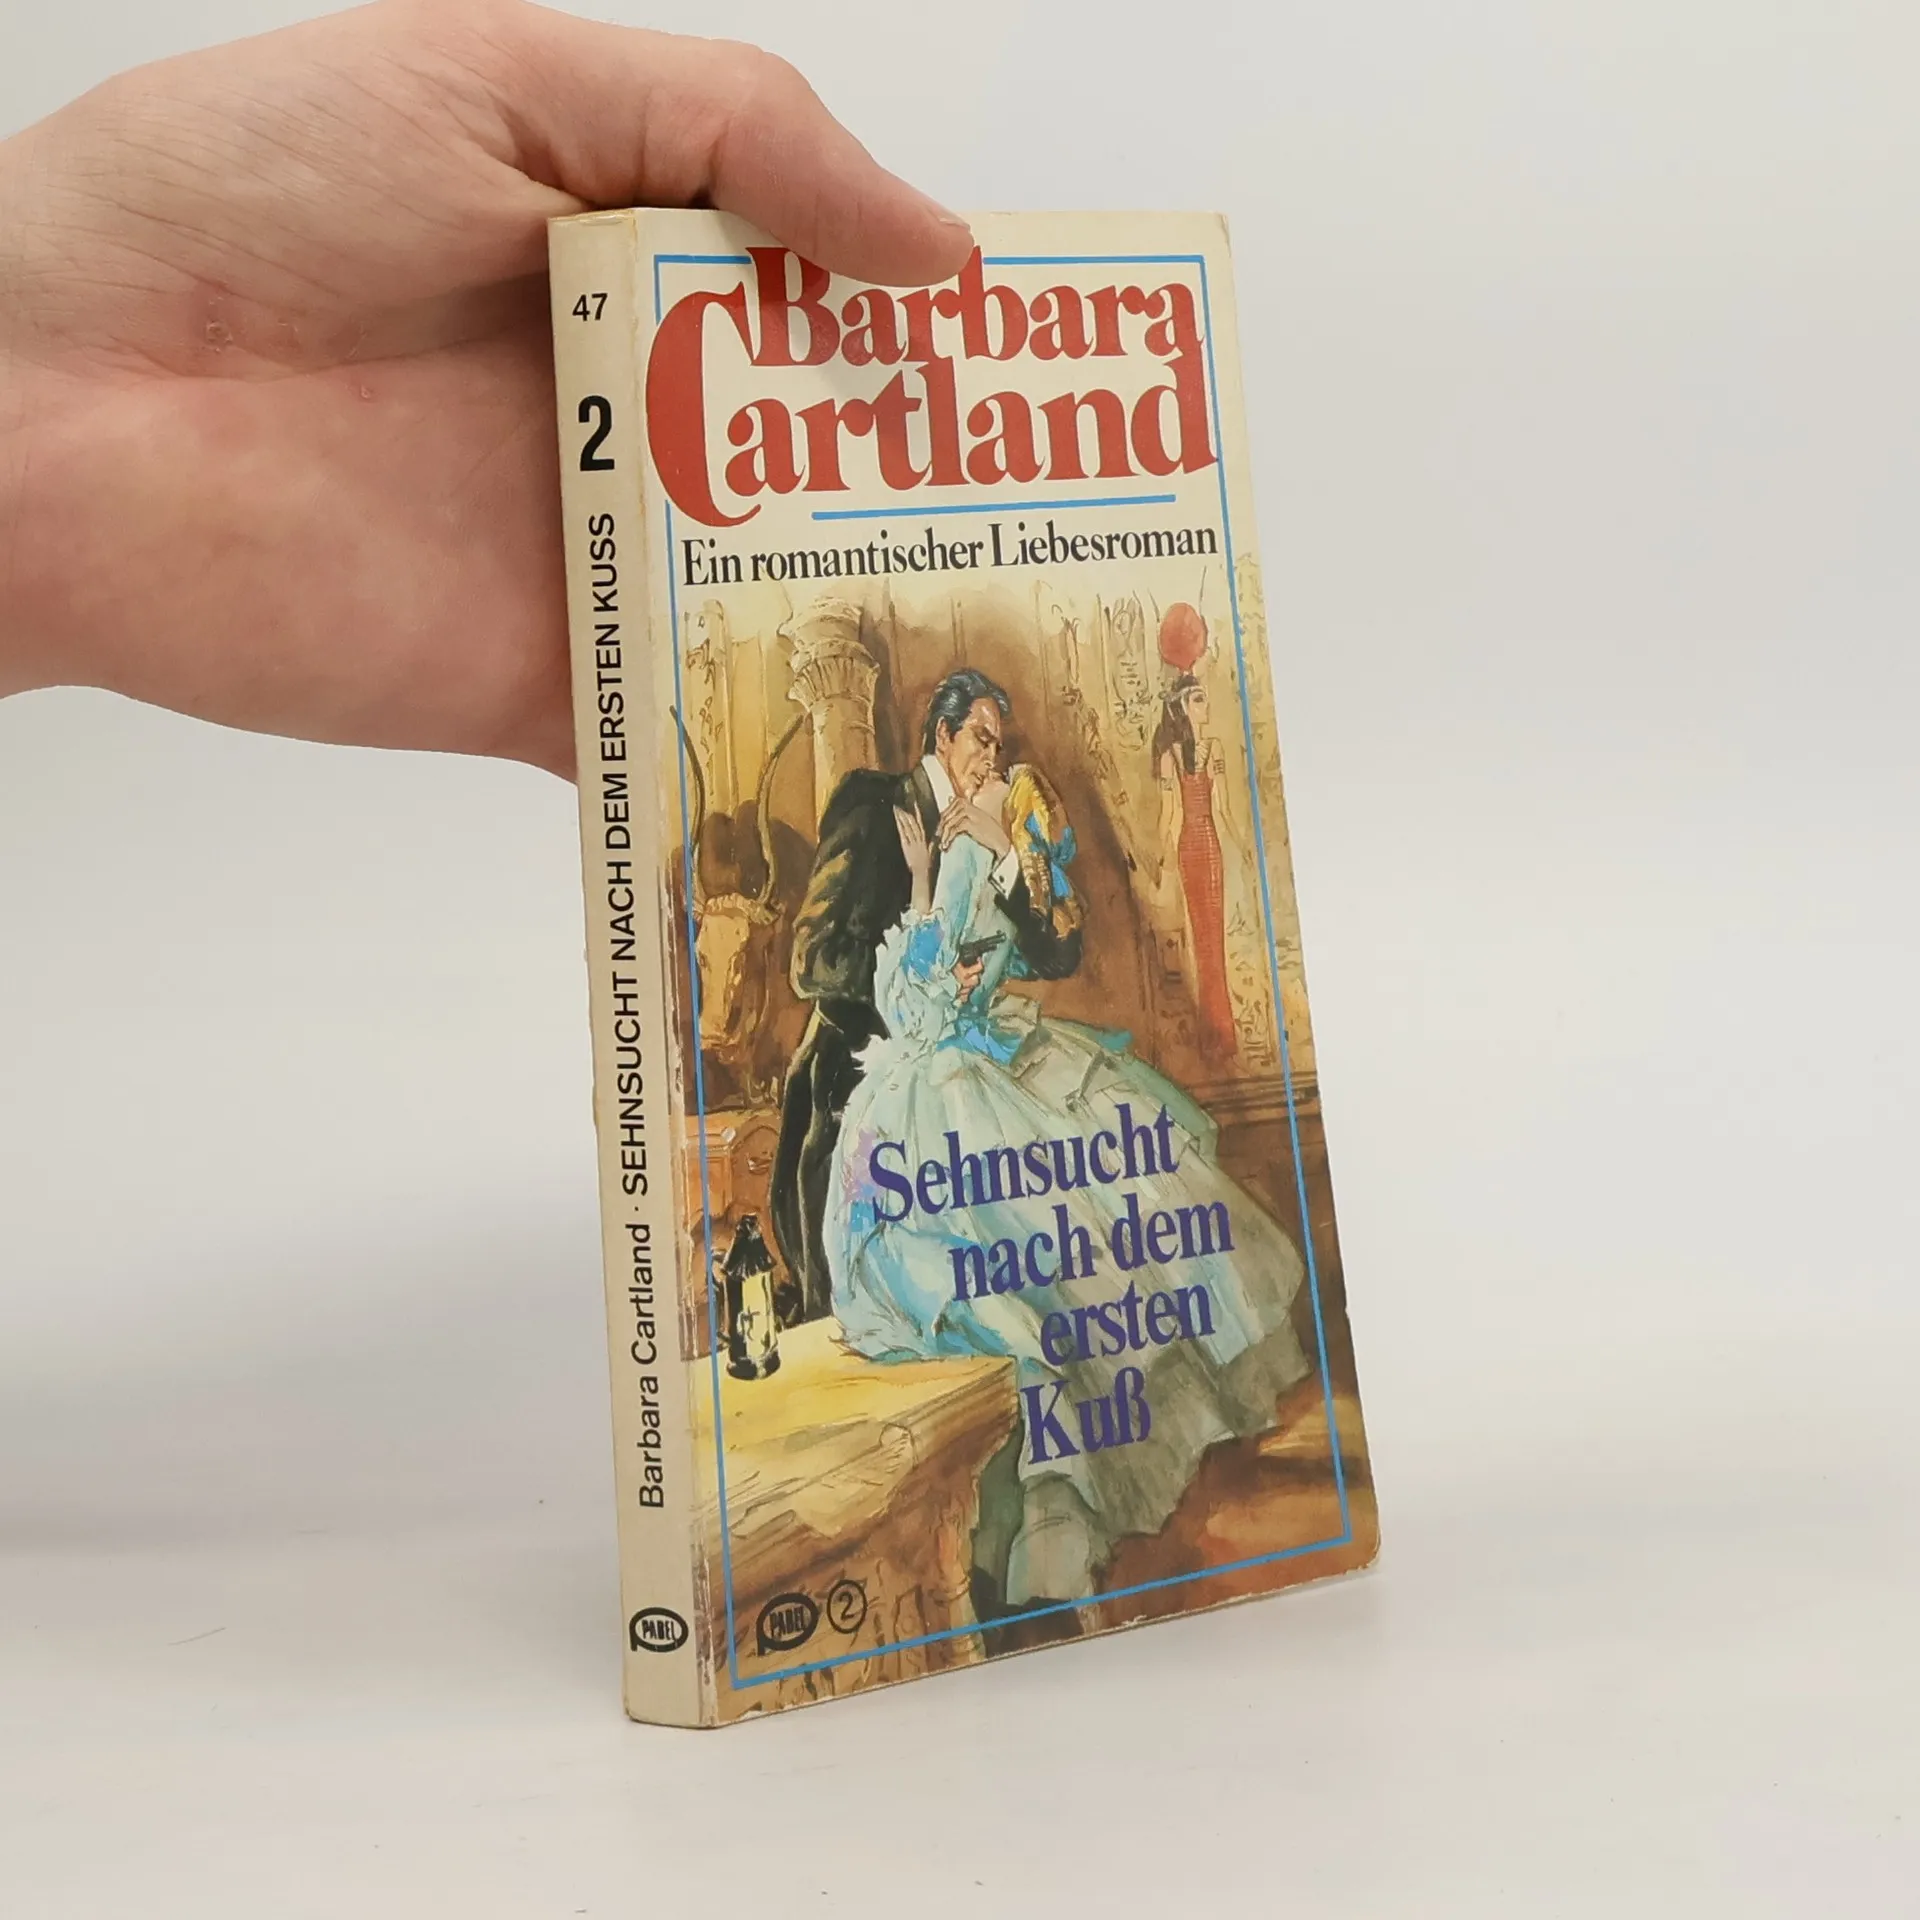 47
2
Barbara Cartland · SEHNSUCHT NACH DEM ERSTEN KUSS
PABEL
Barbara
Cartland
Ein romantischer Liebesroman
Sehnsucht
nach dem
ersten
Kuß
PABEL 2